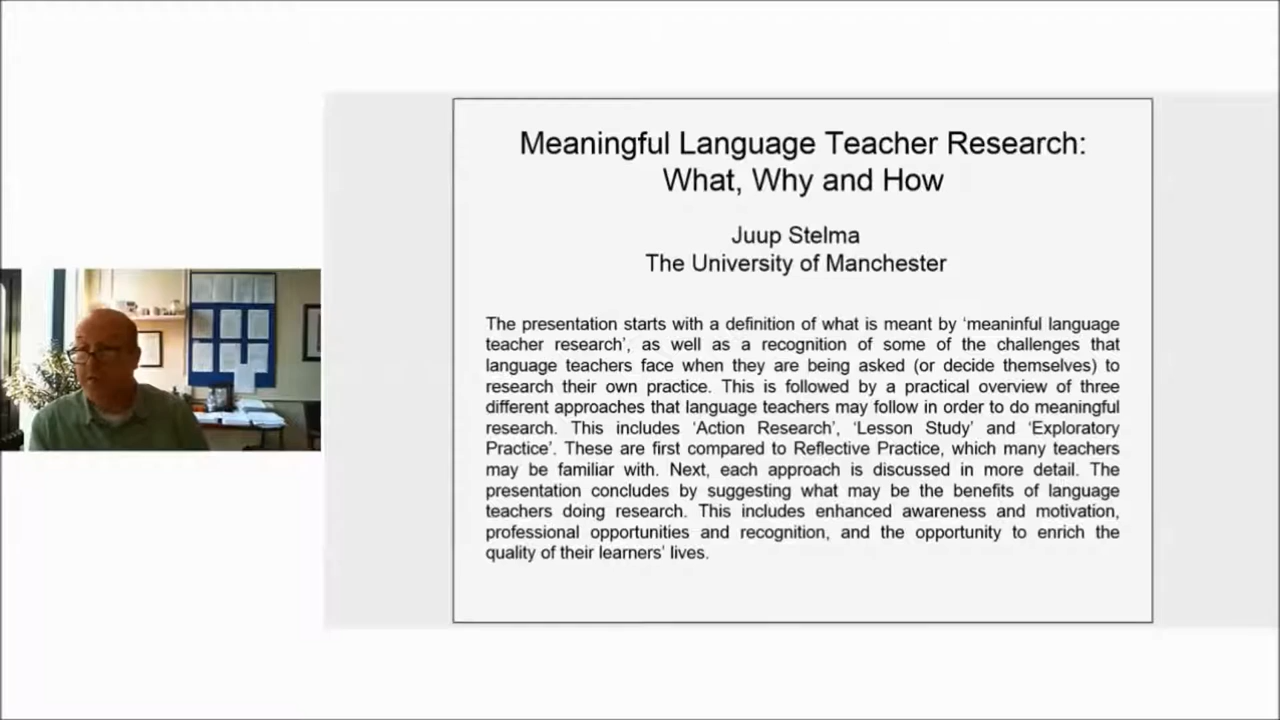 Meaningful Language Teacher Research:
What, Why and How
Juup Stelma
The University of Manchester
The presentation starts with a definition of what is meant by ‘meaninful language
teacher research’, as well as a recognition of some of the challenges that
language teachers face when they are being asked (or decide themselves) to
research their own practice. This is followed by a practical overview of three
different approaches that language teachers may follow in order to do meaningful
research. This includes ‘Action Research’, ‘Lesson Study’ and ‘Exploratory
Practice’. These are first compared to Reflective Practice, which many teachers
may be familiar with. Next, each approach is discussed in more detail. The
presentation concludes by suggesting what may be the benefits of language
teachers doing research. This includes enhanced awareness and motivation,
professional opportunities and recognition, and the opportunity to enrich the
quality of their learners’ lives.